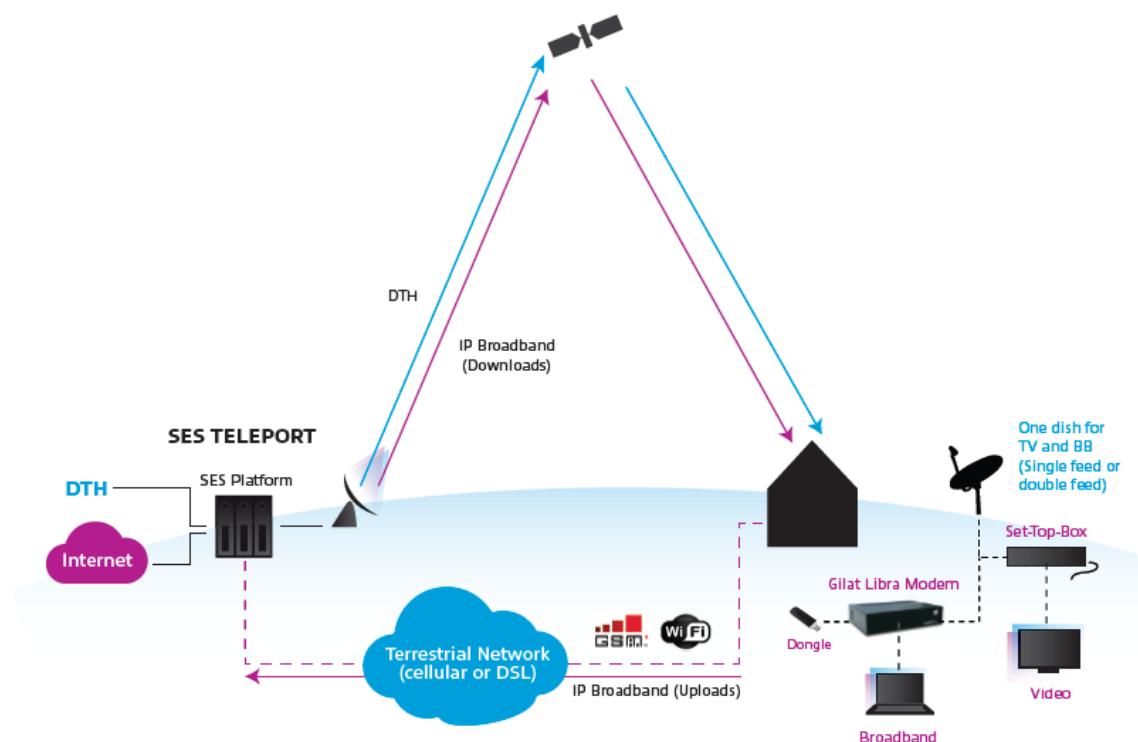 DTH
IP Broadband
(Downloads)
SES TELEPORT
SES Platform
DTH
Internet
One dish for
TV and BB
(Single feed or
double feed)
Set-Top-Box
Gilat Libra Modem
Dongle
Video
Broadband
Wi Fi
Terrestrial Network
(cellular or DSL)
IP Broadband (Uploads)